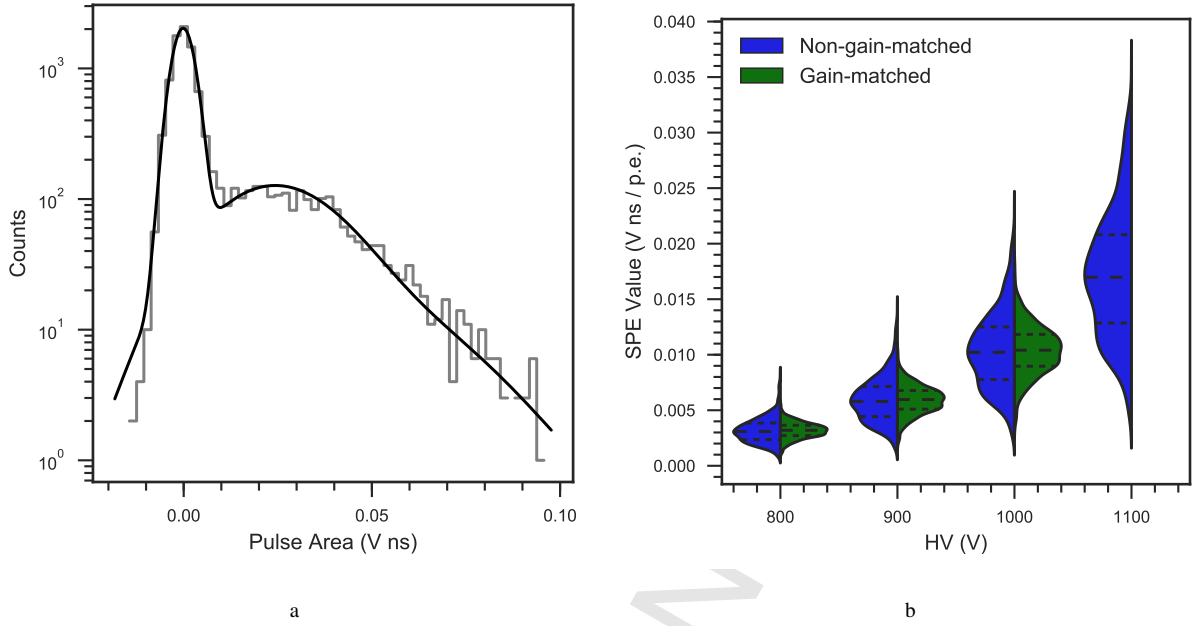 10³
10²
10¹
10⁰
Counts
0.00
0.05
0.10
Pulse Area (V ns)
a
Non-gain-matched
Gain-matched
0.040
0.035
0.030
0.025
0.020
0.015
0.010
0.005
0.000
SPE Value (V ns / p.e.)
800
900
1000
1100
HV (V)
b